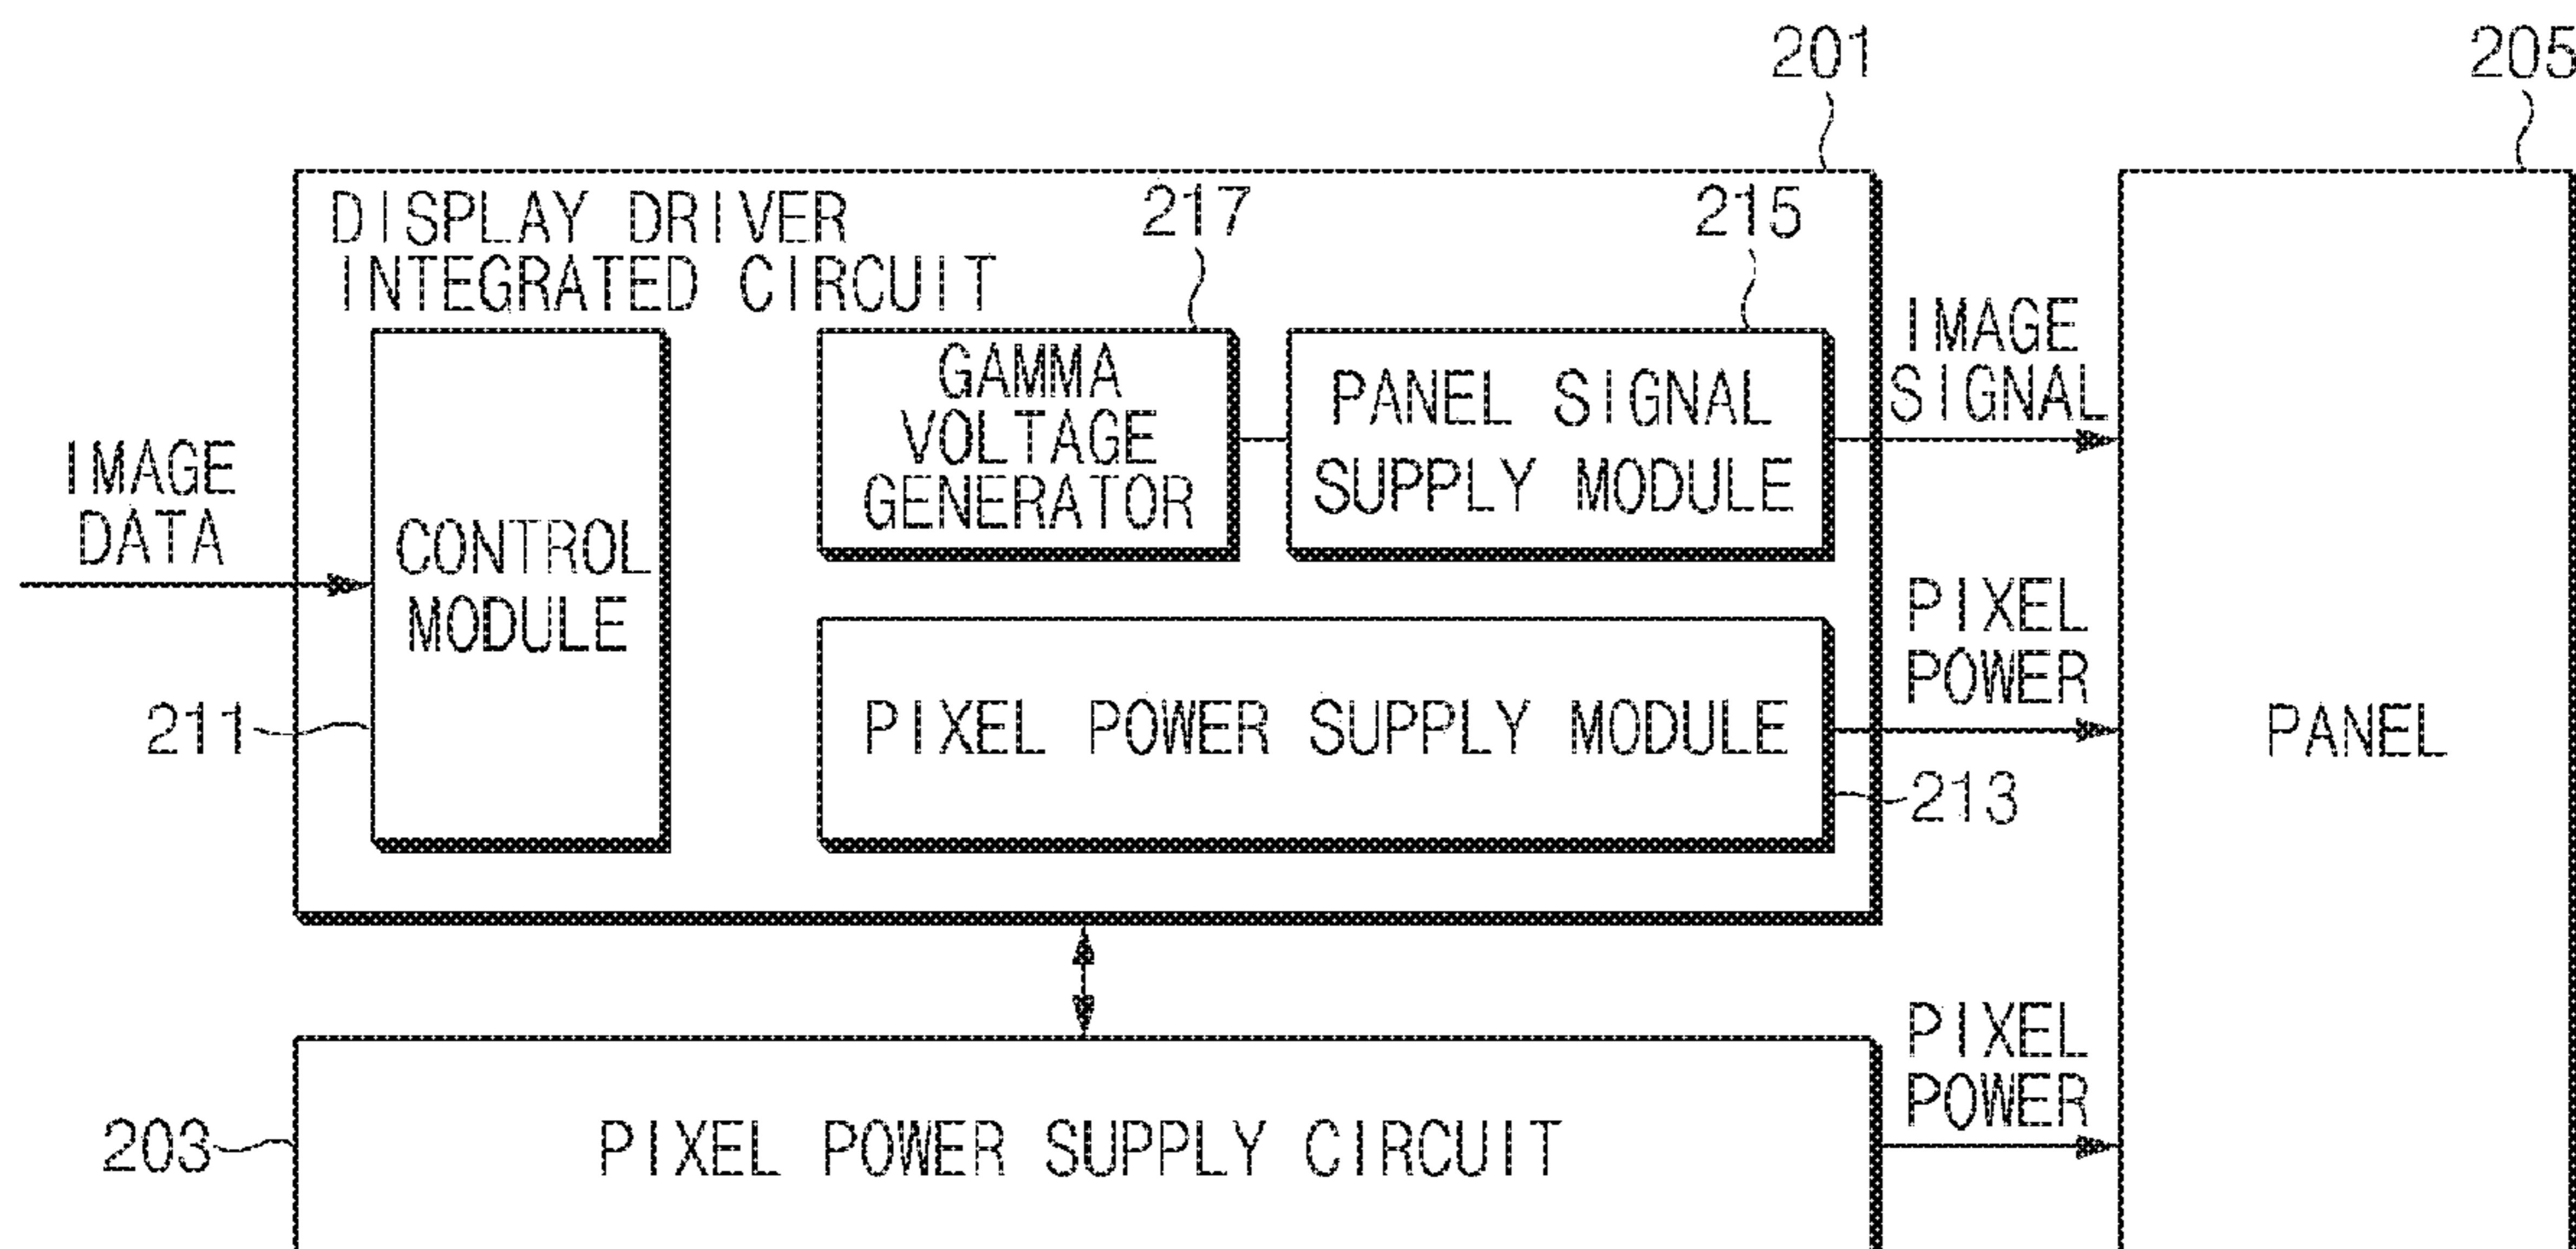 201
205
DISPLAY DRIVER
INTEGRATED CIRCUIT
217
215
GAMMA
VOLTAGE
GENERATOR
PANEL SIGNAL
SUPPLY MODULE
IMAGE
SIGNAL
IMAGE
DATA
CONTROL
MODULE
211
PIXEL POWER SUPPLY MODULE
PIXEL
POWER
213
PANEL
203
PIXEL POWER SUPPLY CIRCUIT
PIXEL
POWER